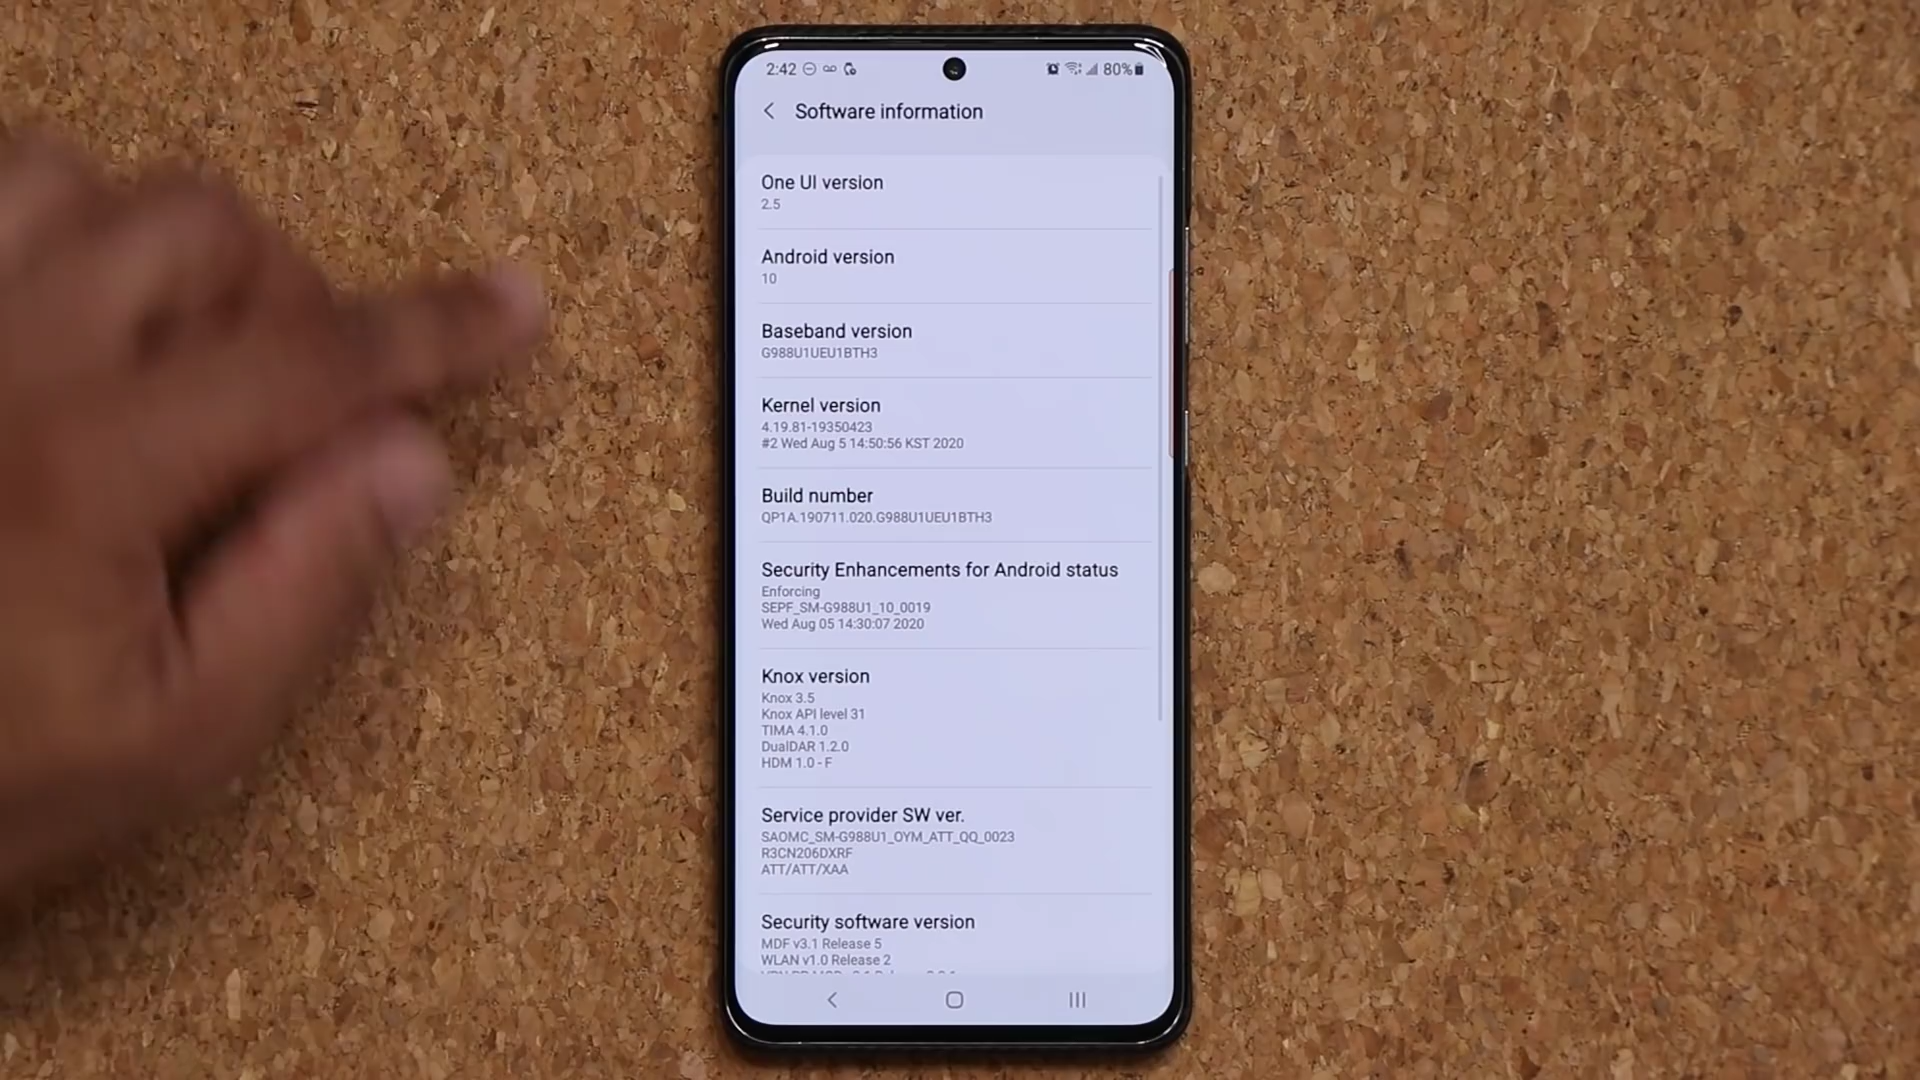 2:42
80%
Software information
One UI version
2.5
Android version
10
Baseband version
G988U1UEU1BTH3
Kernel version
4.19.81-19350423
#2 Wed Aug 5 14:50:56 KST 2020
Build number
QP1A.190711.020.G988U1UEU1BTH3
Security Enhancements for Android status
Enforcing
SEPF_SM-G988U1_10_0019
Wed Aug 05 14:30:07 2020
Knox version
Knox 3.5
Knox API level 31
TIMA 4.1.0
DualDAR 1.2.0
HDM 1.0 - F
Service provider SW ver.
SAOMC_SM-G988U1_OYM_ATT_QQ_0023
R3CN206DXRF
ATT/ATT/XAA
Security software version
MDF v3.1 Release 5
WLAN v1.0 Release 2